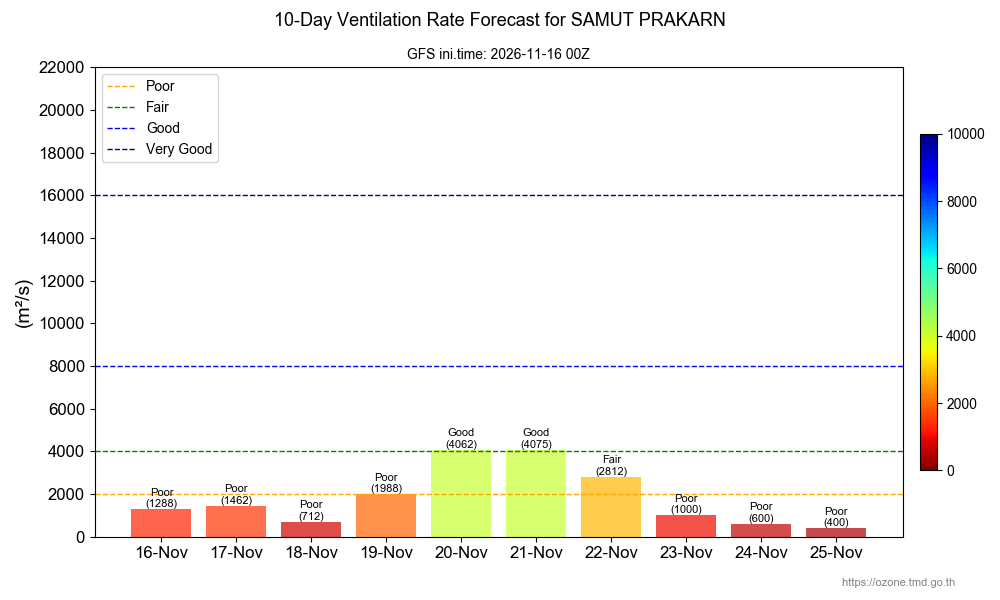 10-Day Ventilation Rate Forecast for SAMUT PRAKARN
GFS ini.time: 2026-11-16 00Z
(m²/s)
22000
20000
18000
16000
14000
12000
10000
8000
6000
4000
2000
0
Poor
Fair
Good
Very Good
Poor
(1288)
Poor
(1462)
Poor
(712)
Poor
(1988)
Good
(4062)
Good
(4075)
Fair
(2812)
Poor
(1000)
Poor
(600)
Poor
(400)
16-Nov
17-Nov
18-Nov
19-Nov
20-Nov
21-Nov
22-Nov
23-Nov
24-Nov
25-Nov
10000
8000
6000
4000
2000
0
https://ozone.tmd.go.th